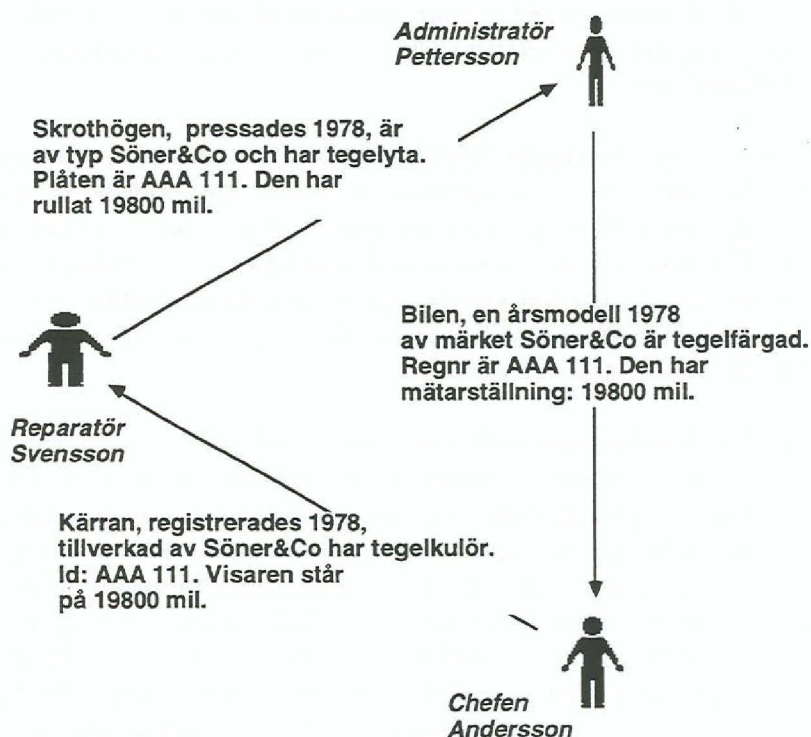 Administratör
Pettersson
Skrothögen, pressades 1978, är
av typ Söner&Co och har tegelyta.
Plåten är AAA 111. Den har
rullat 19800 mil.
Bilen, en årsmodell 1978
av märket Söner&Co är tegelfärgad.
Regnr är AAA 111. Den har
mätarställning: 19800 mil.
Reparatör
Svensson
Kärran, registrerades 1978,
tillverkad av Söner&Co har tegelkulör.
Id: AAA 111. Visaren står
på 19800 mil.
Chefen
Andersson